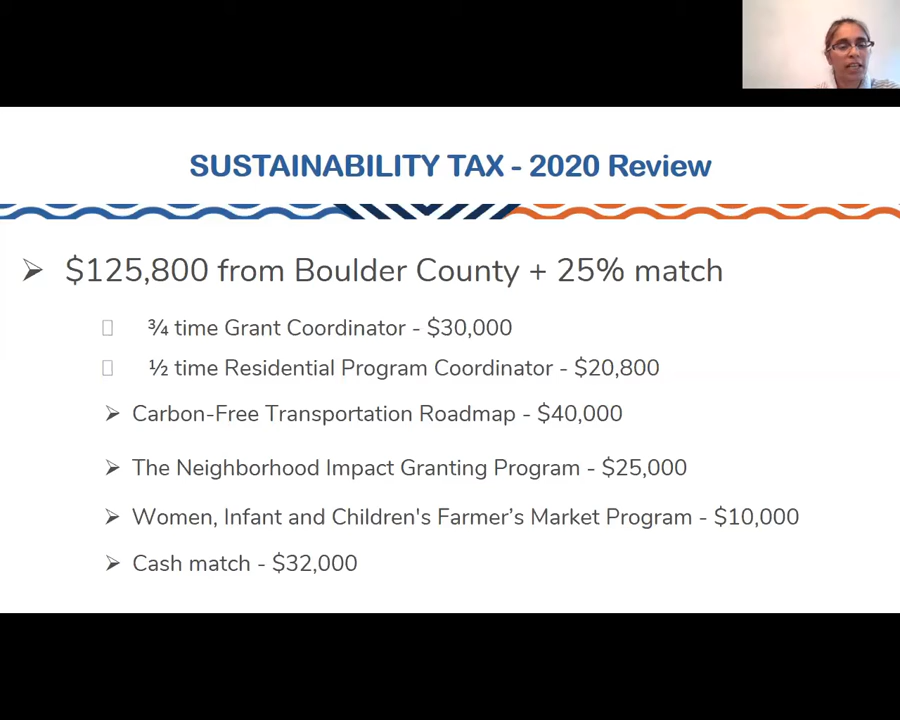 SUSTAINABILITY TAX - 2020 Review
➢ $125,800 from Boulder County + 25% match
¾ time Grant Coordinator - $30,000
½ time Residential Program Coordinator - $20,800
➢ Carbon-Free Transportation Roadmap - $40,000
➢ The Neighborhood Impact Granting Program - $25,000
➢ Women, Infant and Children's Farmer’s Market Program - $10,000
➢ Cash match - $32,000